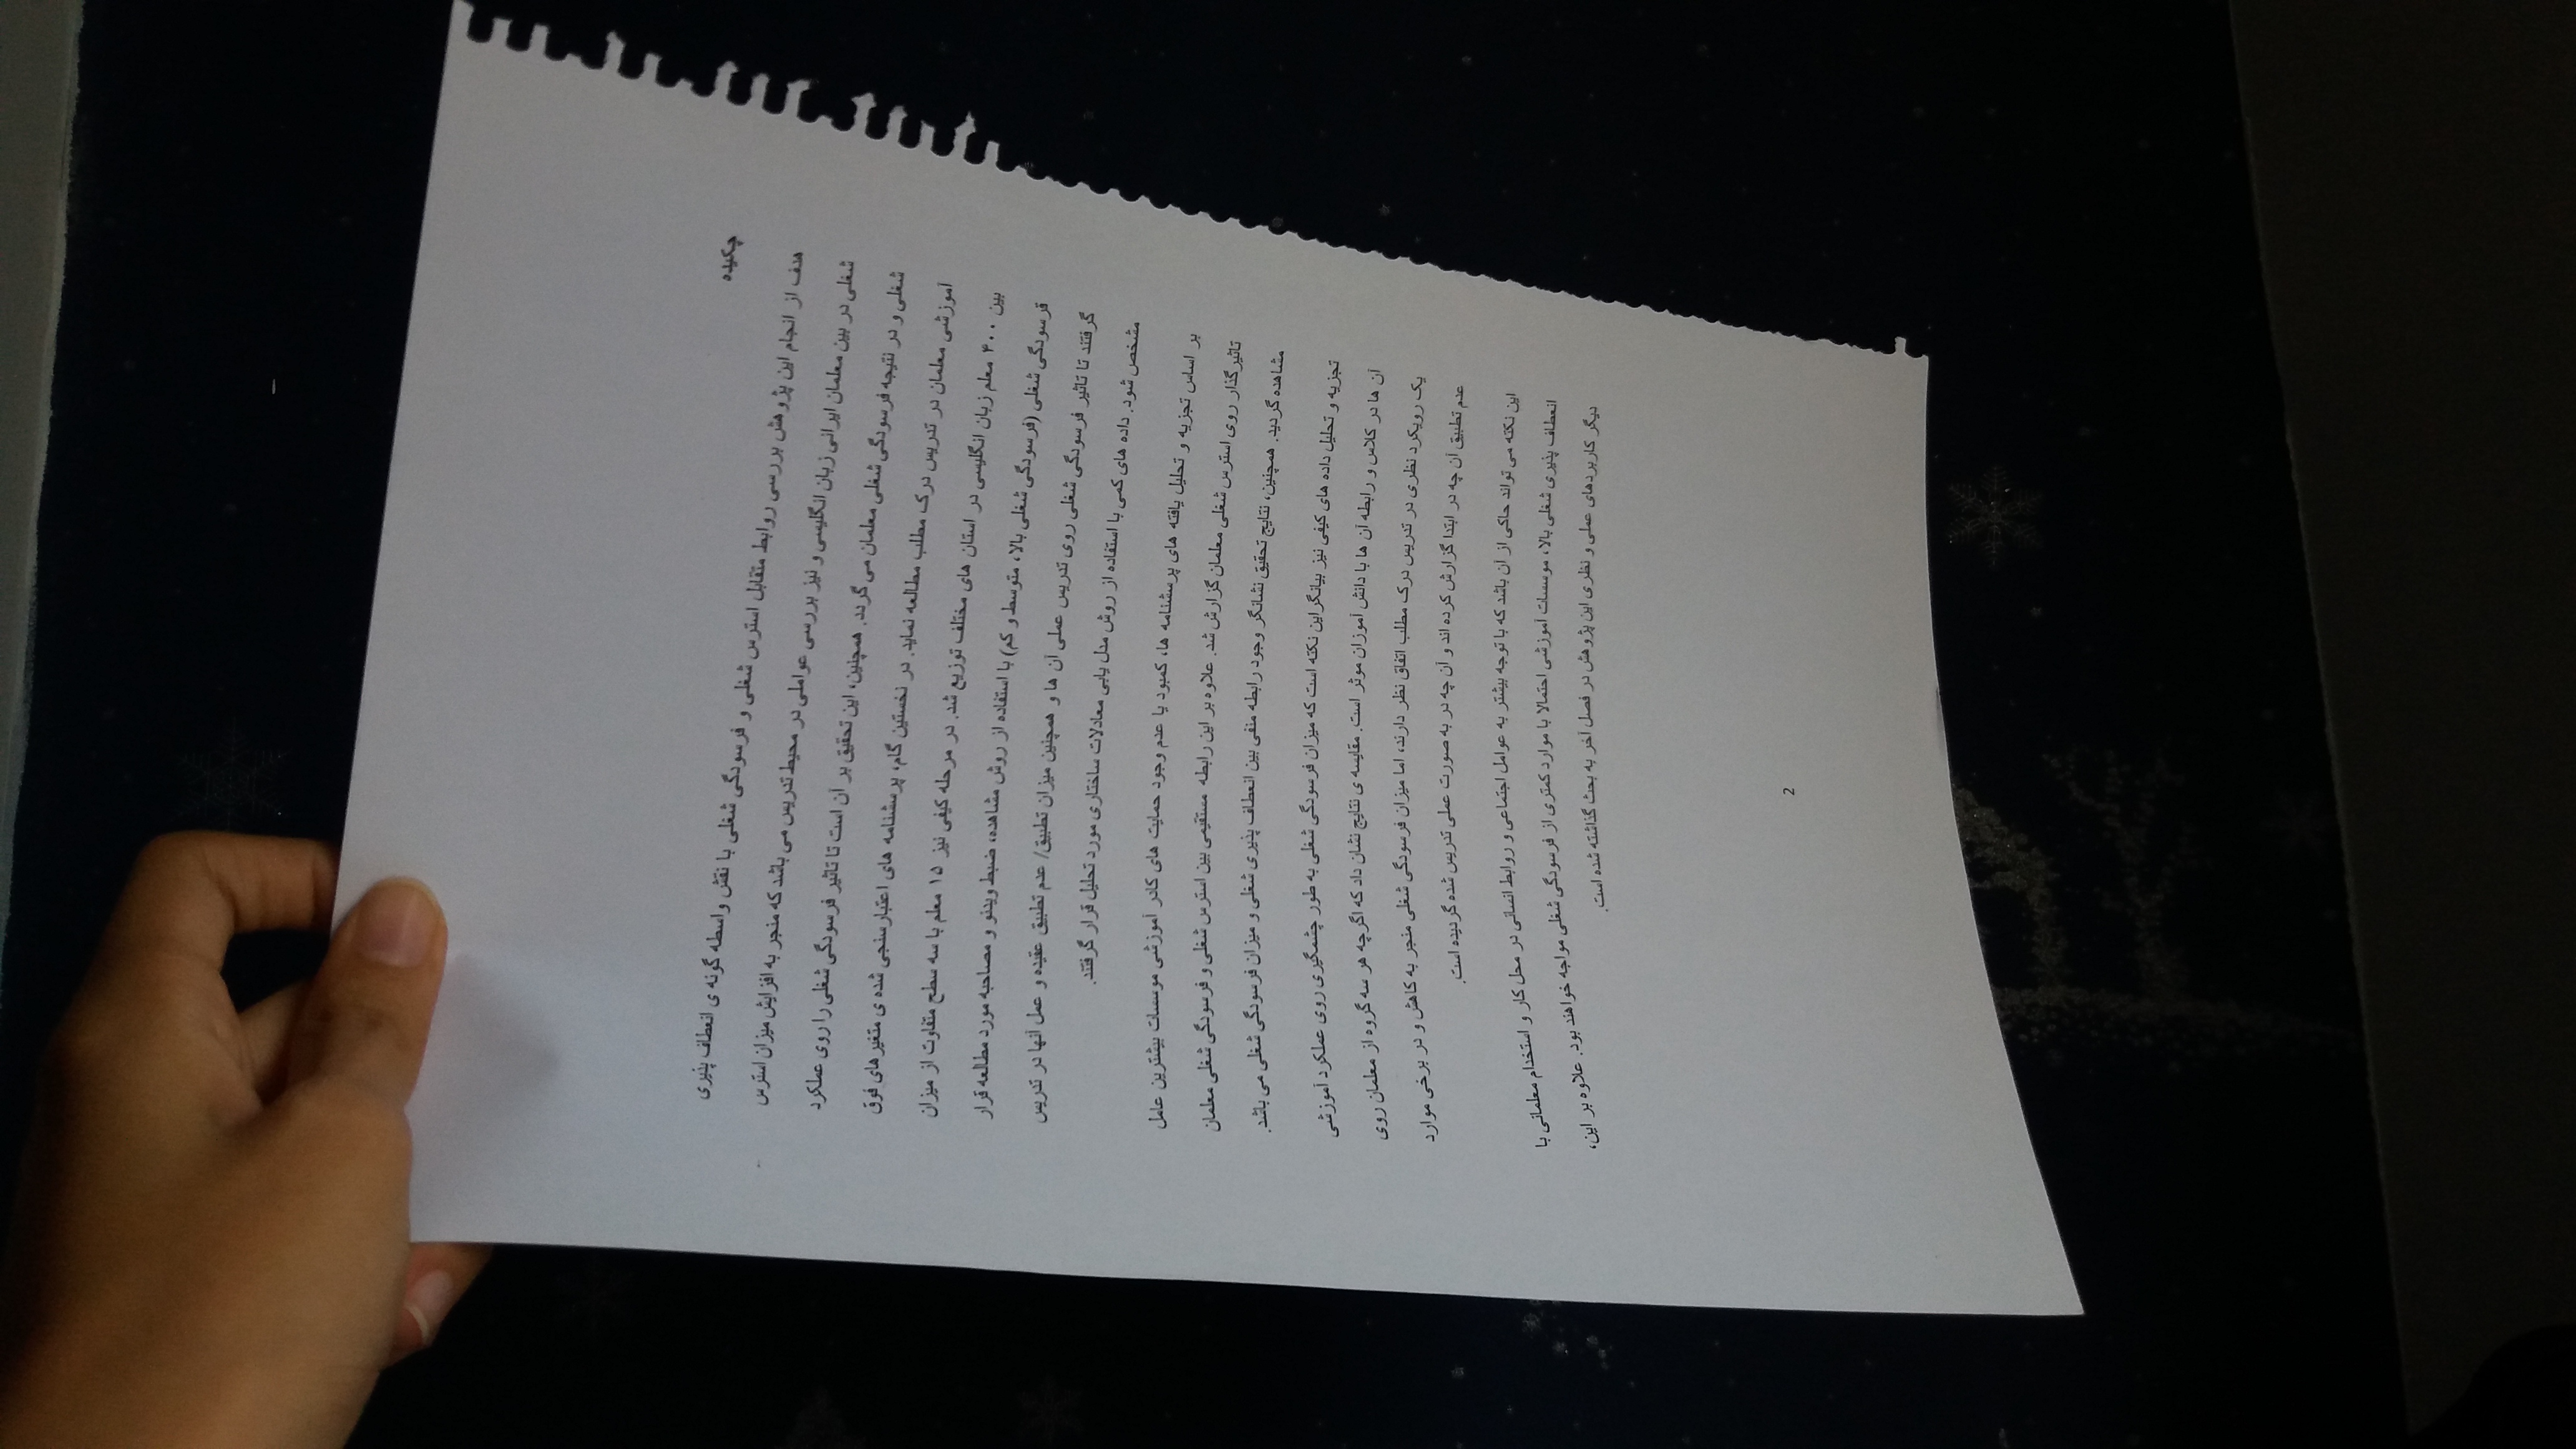 چکیده
هدف از انجام این پژوهش بررسی روابط متقابل استرس شغلی و فرسودگی شغلی با نقش واسطه گونه ی انعطاف پذیری
شغلی در بین معلمان ایرانی زبان انگلیسی و نیز بررسی عواملی در محیط تدریس می باشد که منجر به افزایش میزان استرس
شغلی و در نتیجه فرسودگی شغلی معلمان می گردد. همچنین، این تحقیق بر آن است تا تاثیر فرسودگی شغلی را روی عملکرد
آموزشی معلمان در تدریس درک مطلب مطالعه نماید. در نخستین گام، پرسشنامه های اعتبارسنجی شده ی متغیرهای فوق
بین ۳۰۰ معلم زبان انگلیسی در استان های مختلف توزیع شد. در مرحله کیفی نیز ۱۵ معلم با سه سطح متفاوت از میزان
فرسودگی شغلی (فرسودگی شغلی بالا، متوسط و کم) با استفاده از روش مشاهده، ضبط ویدئو و مصاحبه مورد مطالعه قرار
گرفتند تا تاثیر فرسودگی شغلی روی تدریس عملی آن ها و همچنین میزان تطبیق/ عدم تطبیق عقیده و عمل آنها در تدریس
مشخص شود. داده های کمی با استفاده از روش مدل یابی معادلات ساختاری مورد تحلیل قرار گرفتند.
بر اساس تجزیه و تحلیل یافته های پرسشنامه ها، کمبود یا عدم وجود حمایت های کادر آموزشی موسسات بیشترین عامل
تاثیرگذار روی استرس شغلی معلمان گزارش شد. علاوه بر این رابطه مستقیمی بین استرس شغلی و فرسودگی شغلی معلمان
مشاهده گردید. همچنین، نتایج تحقیق نشانگر وجود رابطه منفی بین انعطاف پذیری شغلی و میزان فرسودگی شغلی می باشد.
تجزیه و تحلیل داده های کیفی نیز بیانگر این نکته است که میزان فرسودگی شغلی به طور چشمگیری روی عملکرد آموزشی
آن ها در کلاس و رابطه آن ها با دانش آموزان موثر است. مقایسه ی نتایج نشان داد که اگرچه هر سه گروه از معلمان روی
یک رویکرد نظری در تدریس درک مطلب اتفاق نظر دارند، اما میزان فرسودگی شغلی منجر به کاهش و در برخی موارد
عدم تطبیق آن چه در ابتدا گزارش کرده اند و آن چه در به صورت عملی تدریس شده گردیده است.
این نکته می تواند حاکی از آن باشد که با توجه بیشتر به عوامل اجتماعی و روابط انسانی در محل کار و استخدام معلمانی با
انعطاف پذیری شغلی بالا، موسسات آموزشی احتمالا با موارد کمتری از فرسودگی شغلی مواجه خواهند بود. علاوه بر این،
دیگر کاربردهای عملی و نظری این پژوهش در فصل آخر به بحث گذاشته شده است.
2